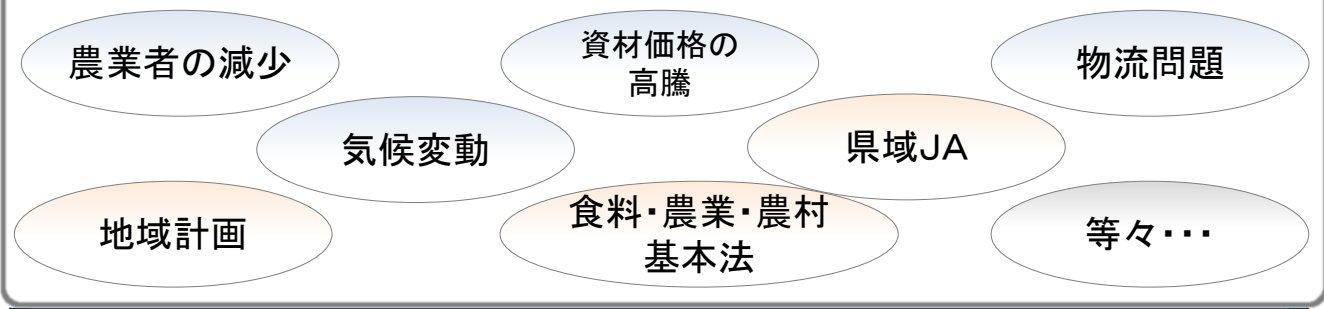 農業者の減少
資材価格の
高騰
物流問題
気候変動
県域JA
地域計画
食料・農業・農村
基本法
等々・・・